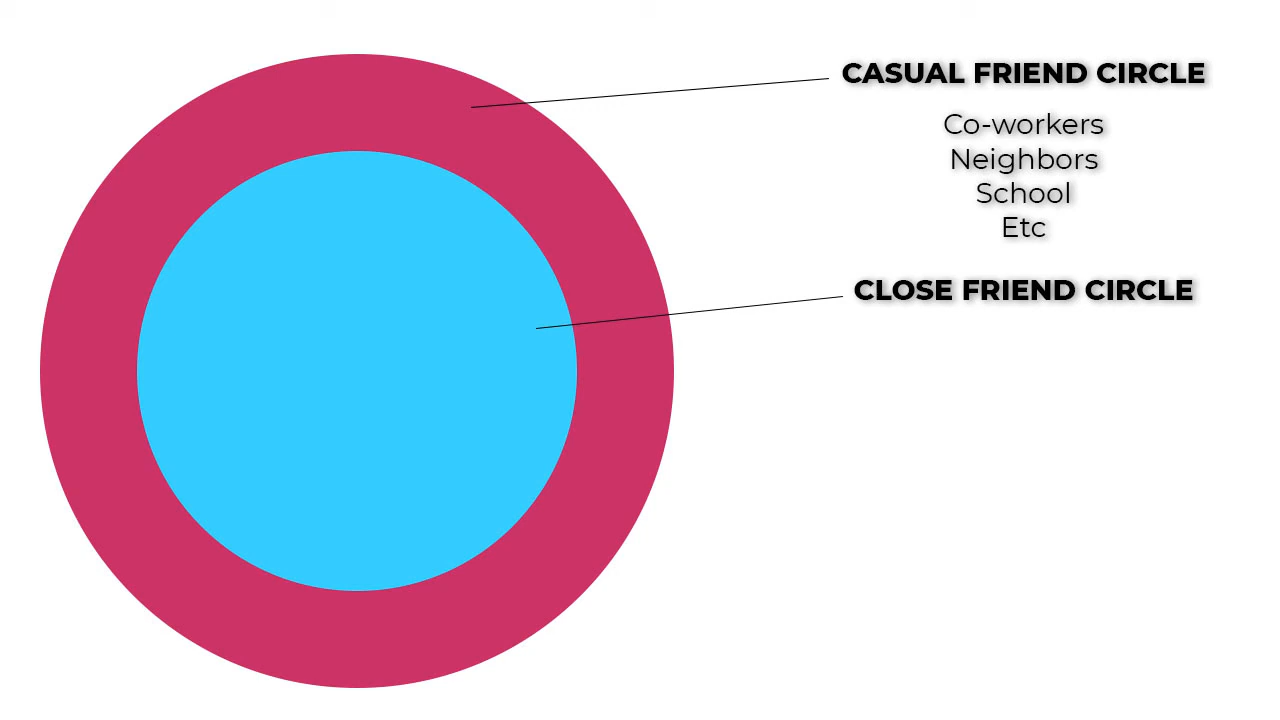 CASUAL FRIEND CIRCLE
Co-workers
Neighbors
School
Etc
CLOSE FRIEND CIRCLE